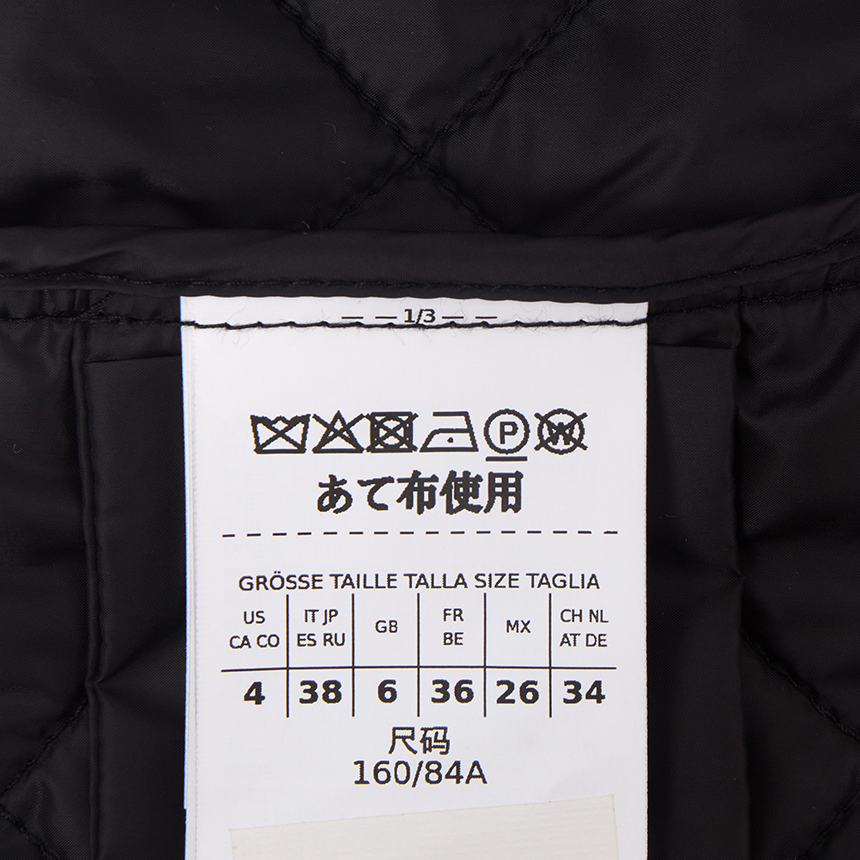 — — 1/3 — —
P W
あて布使用
GRÖSSE TAILLE TALLA SIZE TAGLIA
US IT JP GB FR MX CH NL
CA CO ES RU BE AT DE
4 38 6 36 26 34
尺码
160/84A